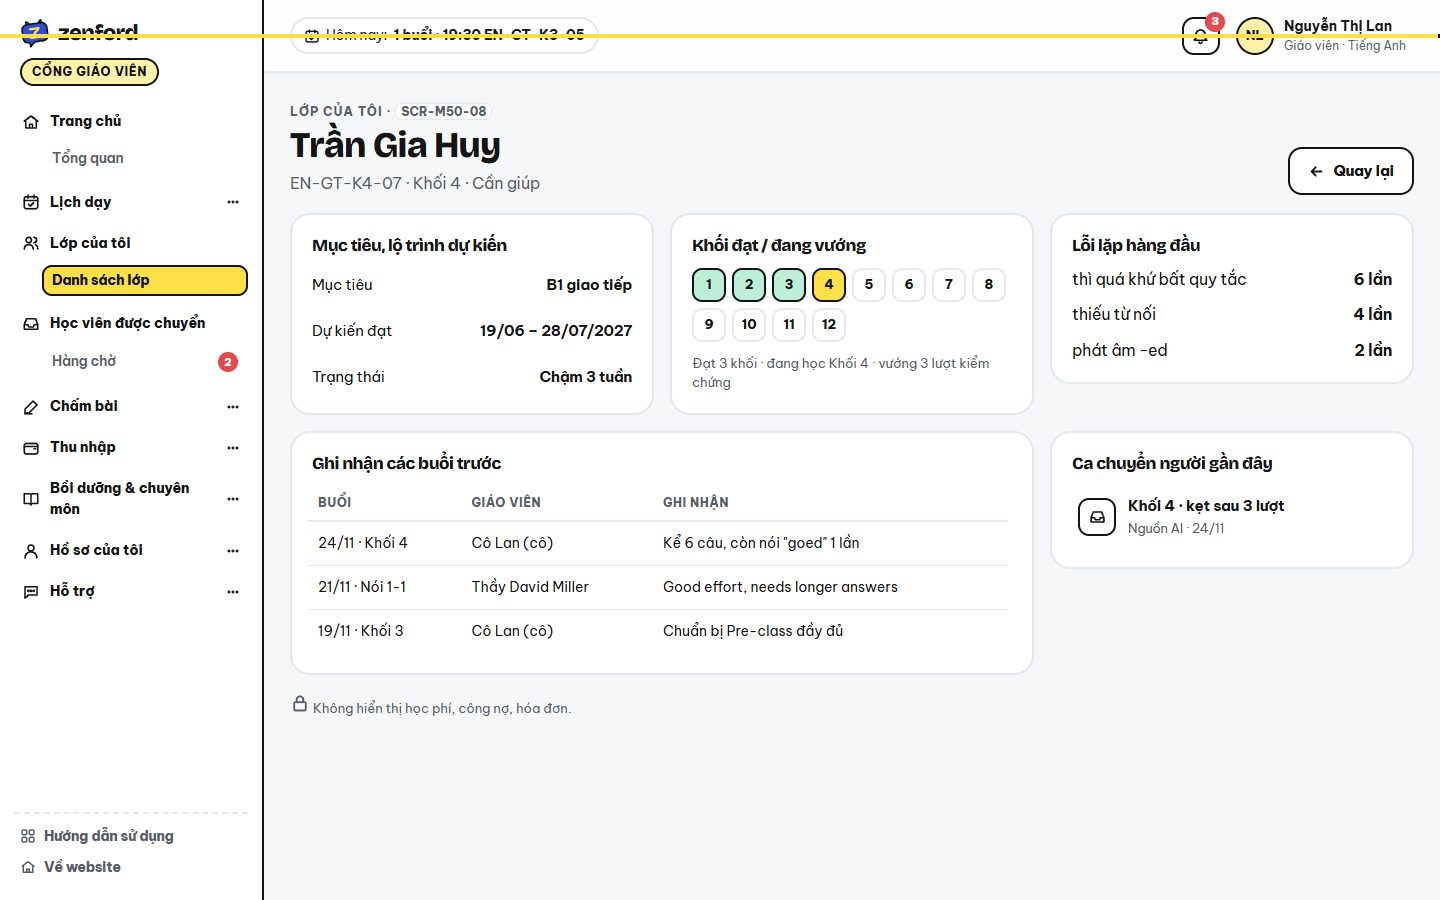 zenford
CỔNG GIÁO VIÊN
Trang chủ
Tổng quan
Lịch dạy
Lớp của tôi
Danh sách lớp
Học viên được chuyển
Hàng chờ 2
Chấm bài
Thu nhập
Bồi dưỡng & chuyên
môn
Hồ sơ của tôi
Hỗ trợ
Hướng dẫn sử dụng
Về website
Hôm nay: 1 buổi · 19:30 EN-GT-K3-05
3
NL
Nguyễn Thị Lan
Giáo viên · Tiếng Anh
LỚP CỦA TÔI · SCR-M50-08
Trần Gia Huy
EN-GT-K4-07 · Khối 4 · Cần giúp
← Quay lại
Mục tiêu, lộ trình dự kiến
Mục tiêu B1 giao tiếp
Dự kiến đạt 19/06 – 28/07/2027
Trạng thái Chậm 3 tuần
Khối đạt / đang vướng
1 2 3 4 5 6 7 8
9 10 11 12
Đạt 3 khối · đang học Khối 4 · vướng 3 lượt kiểm
chứng
Lỗi lặp hàng đầu
thì quá khứ bất quy tắc 6 lần
thiếu từ nối 4 lần
phát âm -ed 2 lần
Ghi nhận các buổi trước
BUỔI GIÁO VIÊN GHI NHẬN
24/11 · Khối 4 Cô Lan (cô) Kể 6 câu, còn nói "goed" 1 lần
21/11 · Nói 1-1 Thầy David Miller Good effort, needs longer answers
19/11 · Khối 3 Cô Lan (cô) Chuẩn bị Pre-class đầy đủ
Ca chuyển người gần đây
Khối 4 · kẹt sau 3 lượt
Nguồn AI · 24/11
Không hiển thị học phí, công nợ, hóa đơn.